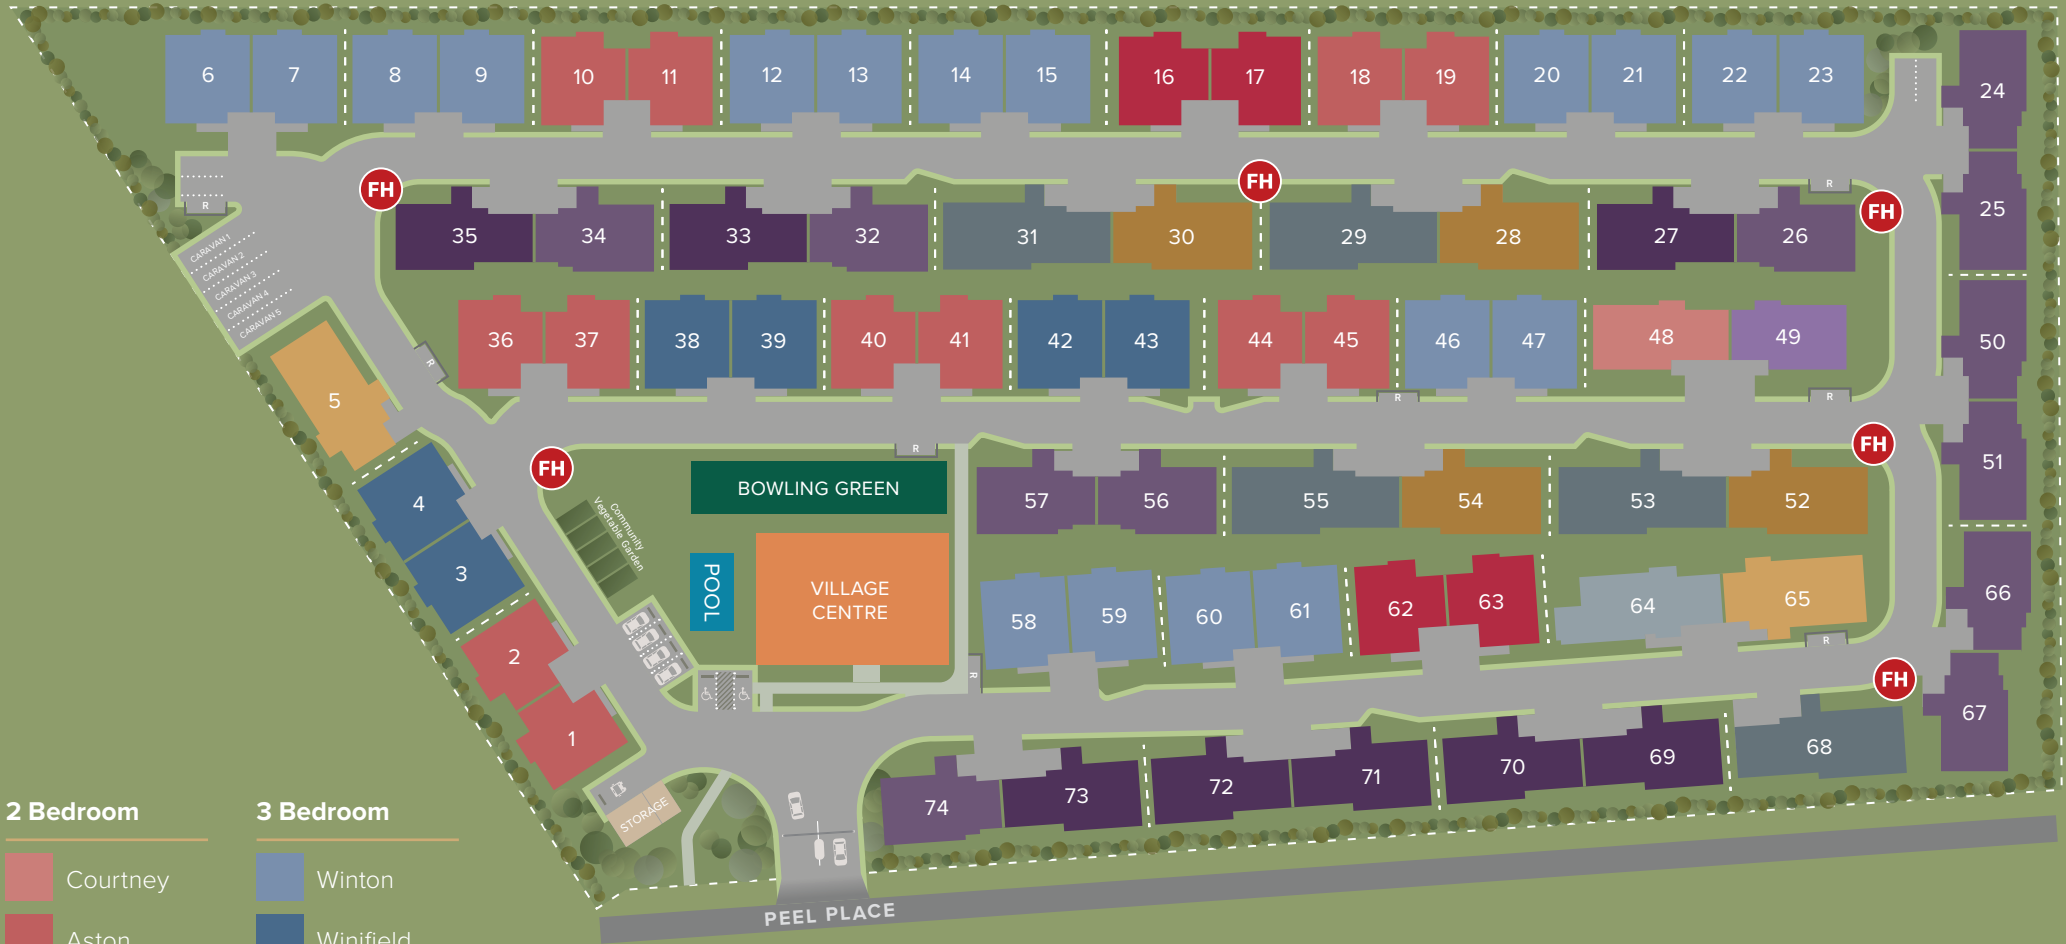 6 7 8 9 10 11 12 13 14 15 16 17 18 19 20 21 22 23 24
FH FH R FH 25
R
CARAVAN 1
CARAVAN 2
CARAVAN 3
CARAVAN 4
CARAVAN 5
35 34 33 32 31 30 29 28 27 26
36 37 38 39 40 41 42 43 44 45 46 47 48 49 50
R R R
5
FH R FH 51
4
3
2
1
Community
Vegetable Garden
BOWLING GREEN
POOL
VILLAGE
CENTRE
57 56 55 54 53 52
58 59 60 61 62 63 64 65 66
R R FH 67
74 73 72 71 70 69 68
STORAGE
PEEL PLACE
2 Bedroom
Courtney
Aston
3 Bedroom
Winton
Winifield